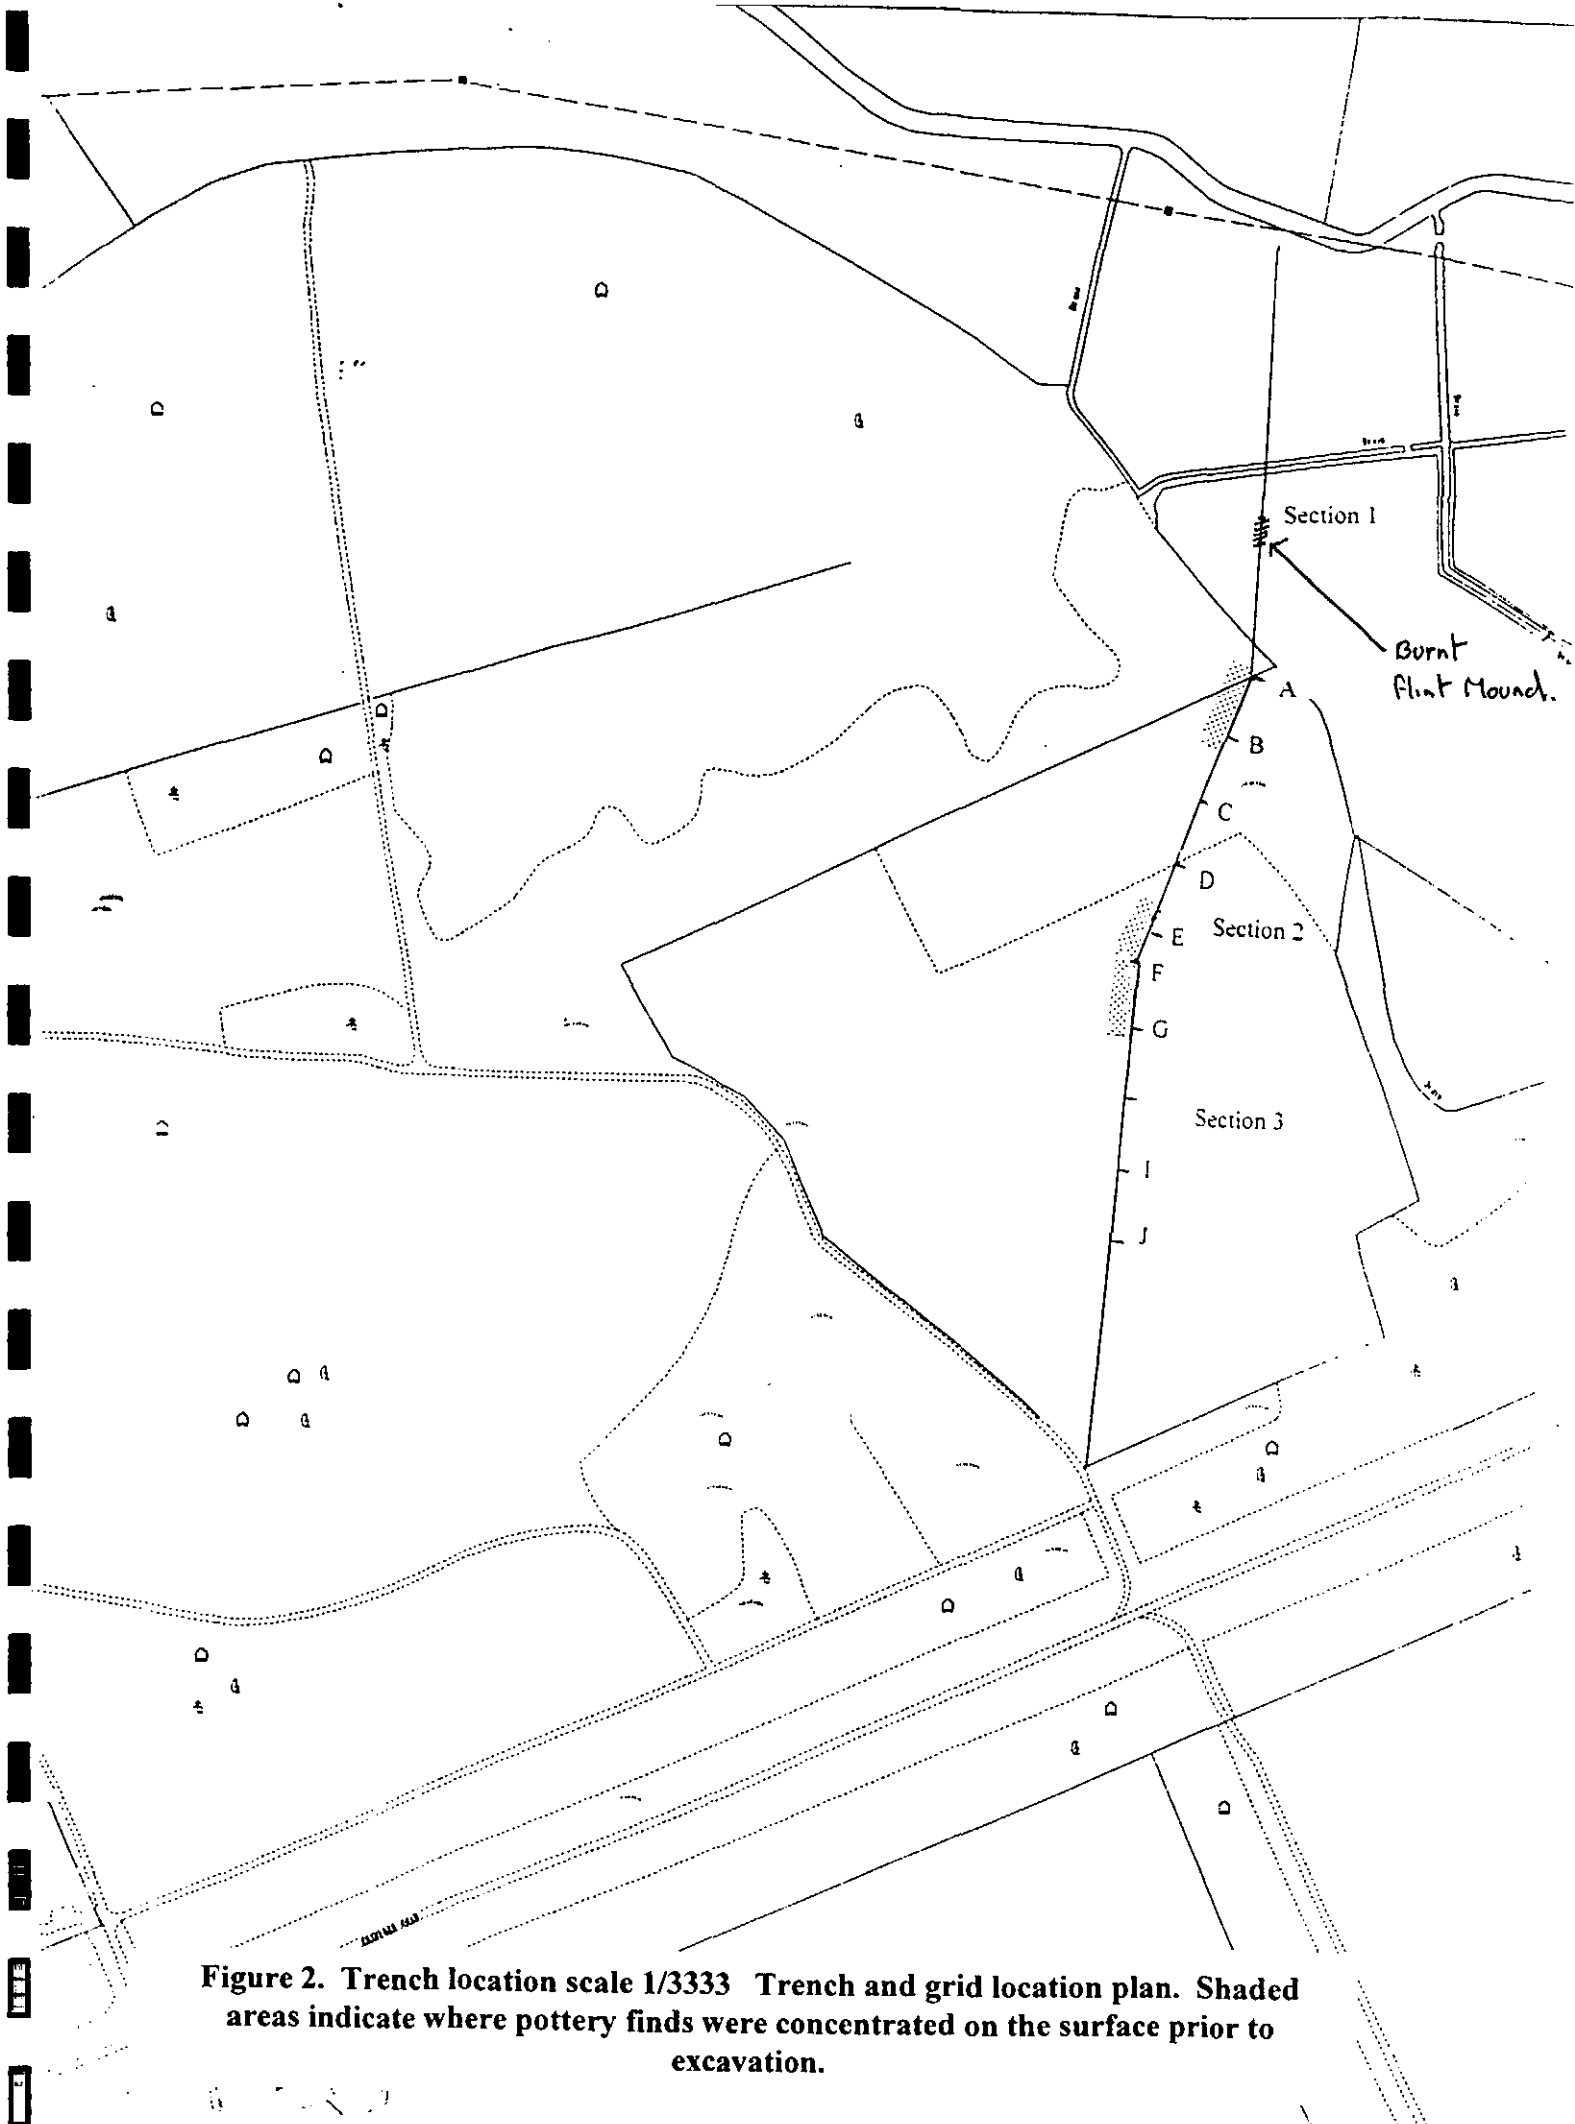 Section 1
Burnt
flint Mound.
A
B
C
D
E
Section 2
F
G
Section 3
I
J
Figure 2. Trench location scale 1/3333 Trench and grid location plan. Shaded
areas indicate where pottery finds were concentrated on the surface prior to
excavation.